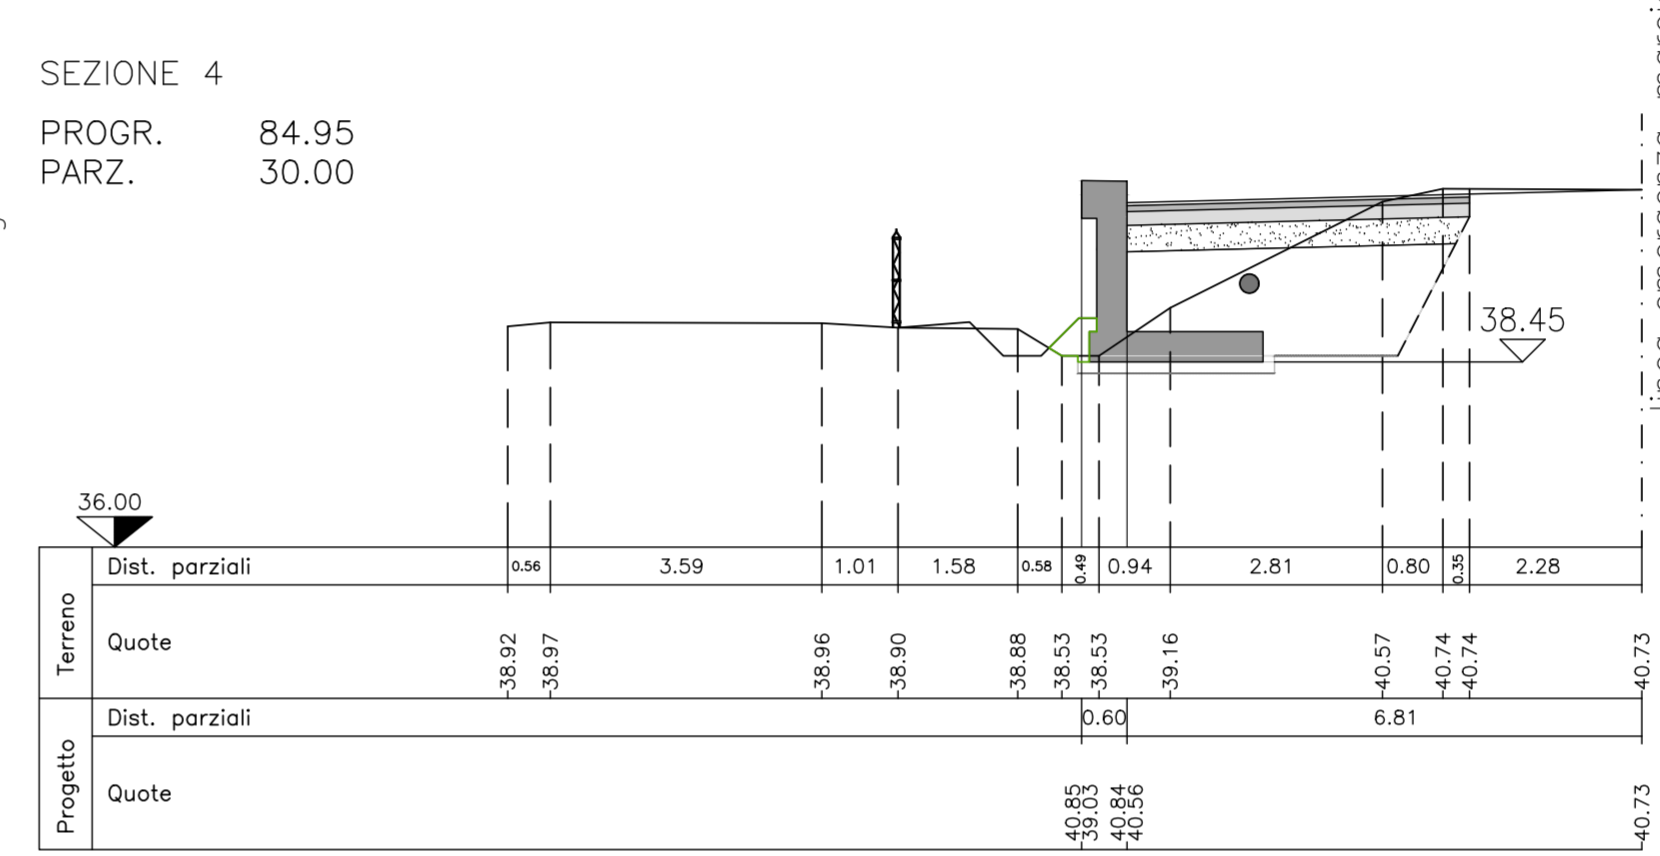 SEZIONE 4
PROGR. 84.95
PARZ. 30.00
38.45
36.00
Terreno
Dist. parziali 0.56 3.59 1.01 1.58 0.58 0.49 0.94 2.81 0.80 0.35 2.28
Quote 38.92 38.97 38.96 38.90 38.88 38.53 38.53 39.16 40.57 40.74 40.74 40.73
Progetto
Dist. parziali 0.60 6.81
Quote 40.85 39.03 40.84 40.56 40.73
linea emergenza